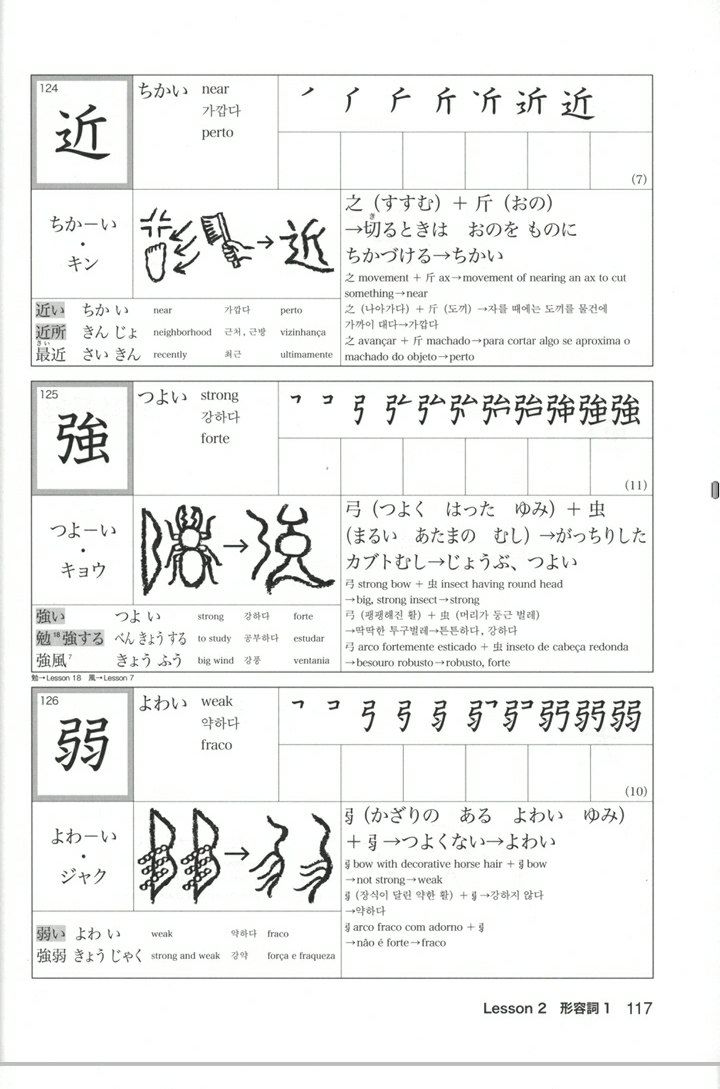 124
近
ちかい near
가깝다
perto
ノ 亻 斤 斤 沂 近 近
(7)
ちか−い
・
キン
近
之（すすむ）＋斤（おの）
き
→切るときは　おのを ものに
ちかづける→ちかい
之 movement + 斤 ax→movement of nearing an ax to cut
something→near
之 (나아가다) + 斤 (도끼) →자를 때에는 도끼를 물건에
가까이 대다→가깝다
之 avançar + 斤 machado→para cortar algo se aproxima o
machado do objeto→perto
近い ちか い near 가깝다 perto
近所 きん じょ neighborhood 근처, 근방 vizinhança
さい
最近 さい きん recently 최근 ultimamente
125
強
つよい strong
강하다
forte
強 強
(11)
つよ−い
・
キョウ
弓（つよく　はった　ゆみ）＋虫
（まるい　あたまの　むし）→がっちりした
カブトむし→じょうぶ、つよい
弓 strong bow + 虫 insect having round head
→big, strong insect→strong
弓 (팽팽해진 활) + 虫 (머리가 둥근 벌레)
→딱딱한 투구벌레→튼튼하다, 강하다
弓 arco fortemente esticado + 虫 inseto de cabeça redonda
→besouro robusto→robusto, forte
強い つよ い strong 강하다 forte
勉18強する べんきょう する to study 공부하다 estudar
強風7 きょう ふう big wind 강풍 ventania
勉→Lesson 18 風→Lesson 7
126
弱
よわい weak
약하다
fraco
弓 弱
(10)
よわ−い
・
ジャク
（かざりの　ある　よわい　ゆみ）
＋ →つよくない→よわい
bow with decorative horse hair + bow
→not strong→weak
(장식이 달린 약한 활) + →강하지 않다
→약하다
arco fraco com adorno +
→não é forte→fraco
弱い よわ い weak 약하다 fraco
強弱 きょう じゃく strong and weak 강약 força e fraqueza
Lesson 2 形容詞 1 117